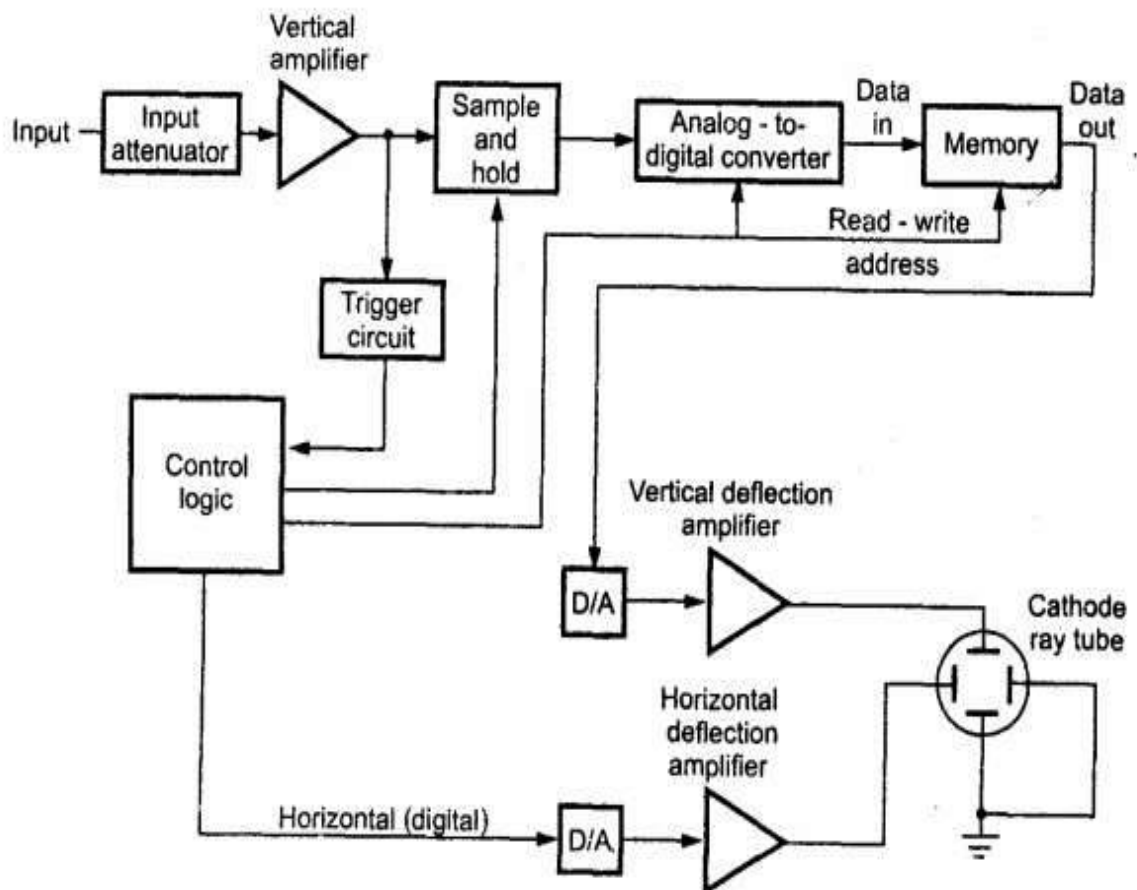 Vertical
amplifier
Input
Input
attenuator
Sample
and
hold
Analog - to-
digital converter
Data
in
Memory
Data
out
Read - write
address
Trigger
circuit
Control
logic
Vertical deflection
amplifier
D/A
Cathode
ray tube
Horizontal
deflection
amplifier
Horizontal (digital)
D/A